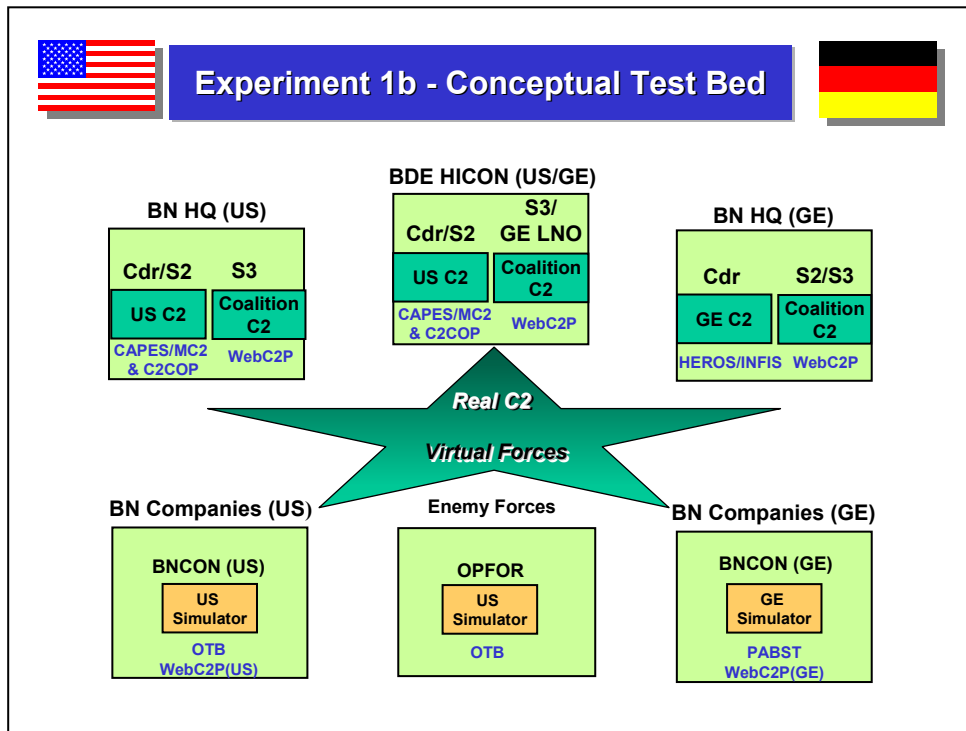 Experiment 1b - Conceptual Test Bed
BDE HICON (US/GE)
Cdr/S2
S3/
GE LNO
US C2
Coalition
C2
CAPES/MC2
& C2COP
WebC2P
BN HQ (US)
Cdr/S2
S3
US C2
Coalition
C2
CAPES/MC2
& C2COP
WebC2P
BN HQ (GE)
Cdr
S2/S3
GE C2
Coalition
C2
HEROS/INFIS
WebC2P
Real C2
Virtual Forces
BN Companies (US)
BNCON (US)
US
Simulator
OTB
WebC2P(US)
Enemy Forces
OPFOR
US
Simulator
OTB
BN Companies (GE)
BNCON (GE)
GE
Simulator
PABST
WebC2P(GE)